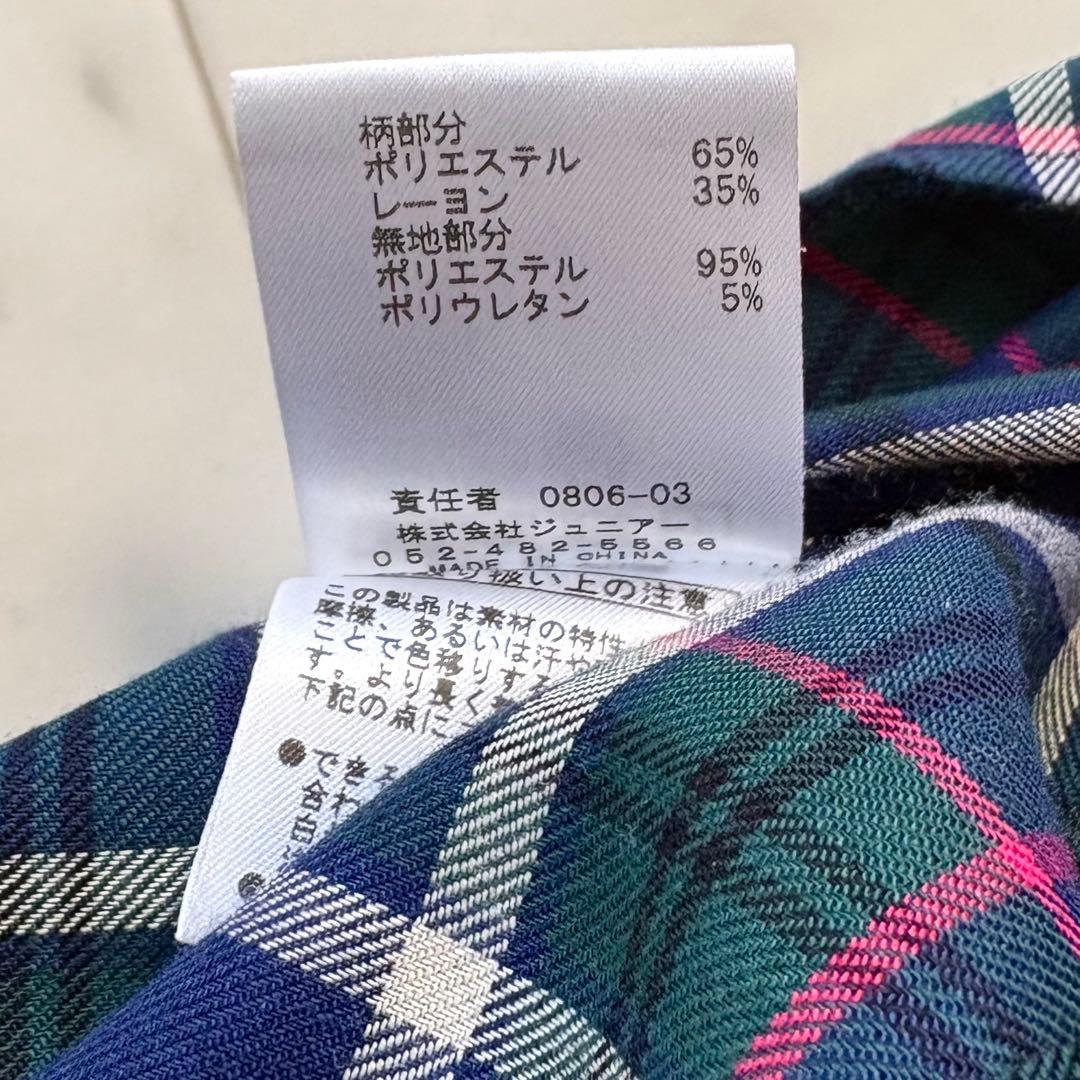 柄部分
ポリエステル 65%
レーヨン 35%
無地部分
ポリエステル 95%
ポリウレタン 5%
責任者 0806-03
株式会社ジュニアー
052-482-5566
MADE IN CHINA
り扱い上の注意
この製品は素材の特性
摩擦、あるいは汗や
ことで色移りす
す。より長く
下記の点に